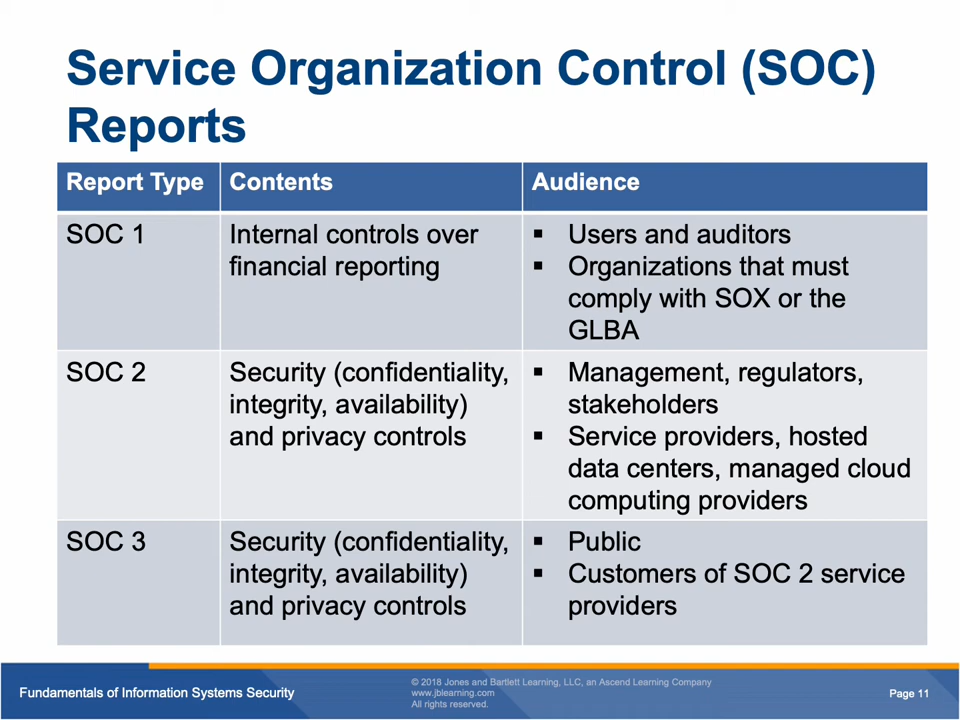 Service Organization Control (SOC)
Reports
Report Type Contents Audience
SOC 1
Internal controls over
financial reporting
▪ Users and auditors
▪ Organizations that must
comply with SOX or the
GLBA
SOC 2
Security (confidentiality,
integrity, availability)
and privacy controls
▪ Management, regulators,
stakeholders
▪ Service providers, hosted
data centers, managed cloud
computing providers
SOC 3
Security (confidentiality,
integrity, availability)
and privacy controls
▪ Public
▪ Customers of SOC 2 service
providers
Fundamentals of Information Systems Security
© 2018 Jones and Bartlett Learning, LLC, an Ascend Learning Company
www.jblearning.com
All rights reserved.
Page 11